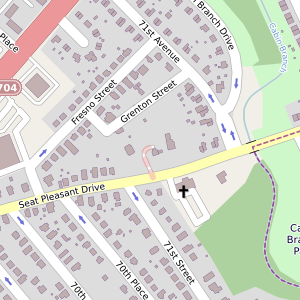 Place
71st Avenue
Branch Drive
Cabin Branch
704
Fresno Street
Grenton Street
Seat Pleasant Drive
70th Street
70th Place
71st Street
Ca
Bra
P